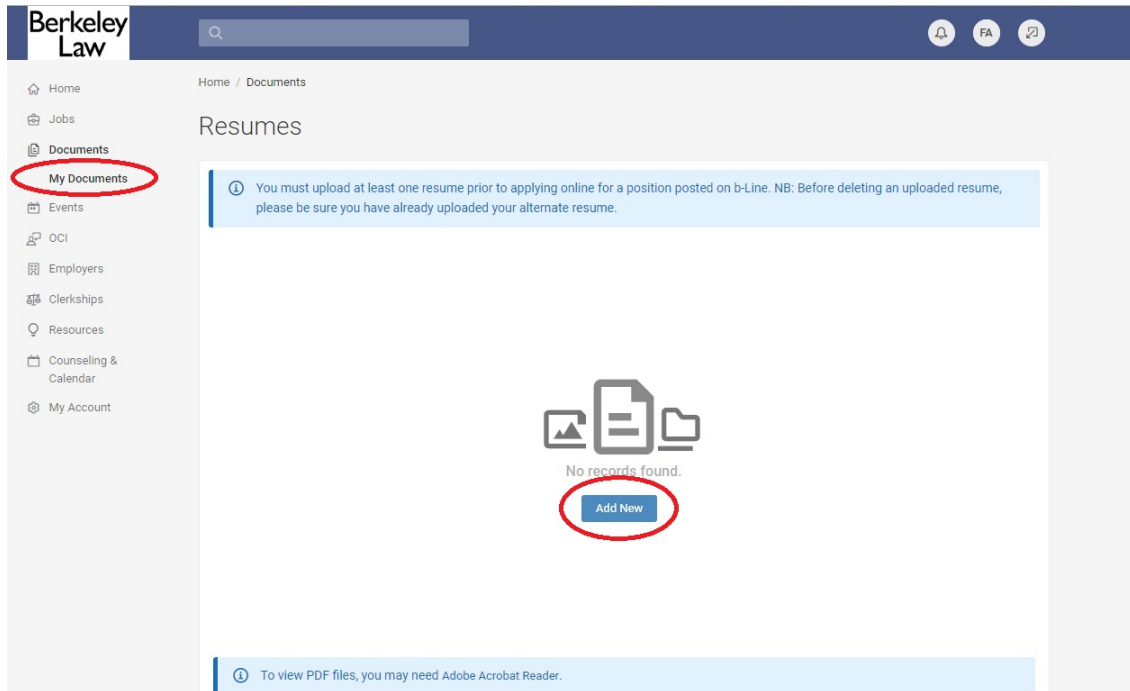 Berkeley
Law
FA
Home
Jobs
Documents
My Documents
Events
OCI
Employers
Clerkships
Resources
Counseling &
Calendar
My Account
Home / Documents
Resumes
You must upload at least one resume prior to applying online for a position posted on b-Line. NB: Before deleting an uploaded resume,
please be sure you have already uploaded your alternate resume.
No records found.
Add New
To view PDF files, you may need Adobe Acrobat Reader.